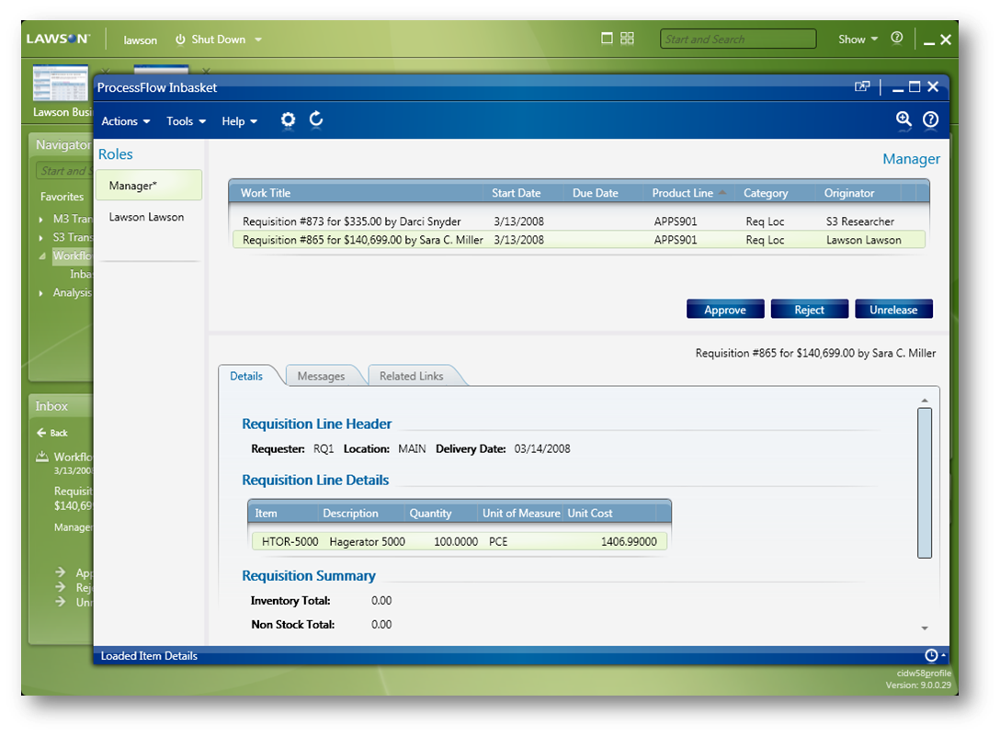 LAWSON
lawson
Shut Down
Start and Search
Show
ProcessFlow Inbasket
Lawson Busi
Actions
Tools
Help
Navigator
Start and S
Favorites
M3 Tran
S3 Trans
Workflo
Inba
Analysis
Roles
Manager*
Lawson Lawson
Manager
Work Title Start Date Due Date Product Line Category Originator
Requisition #873 for $335.00 by Darci Snyder 3/13/2008 APPS901 Req Loc S3 Researcher
Requisition #865 for $140,699.00 by Sara C. Miller 3/13/2008 APPS901 Req Loc Lawson Lawson
Approve Reject Unrelease
Requisition #865 for $140,699.00 by Sara C. Miller
Details Messages Related Links
Requisition Line Header
Requester: RQ1 Location: MAIN Delivery Date: 03/14/2008
Requisition Line Details
Item Description Quantity Unit of Measure Unit Cost
HTOR-5000 Hagerator 5000 100.0000 PCE 1406.99000
Requisition Summary
Inventory Total: 0.00
Non Stock Total: 0.00
Inbox
Back
Workflo
3/13/200
Requisit
$140,69
Manager
App
Reje
Unr
Loaded Item Details
cidw58profile
Version: 9.0.0.29